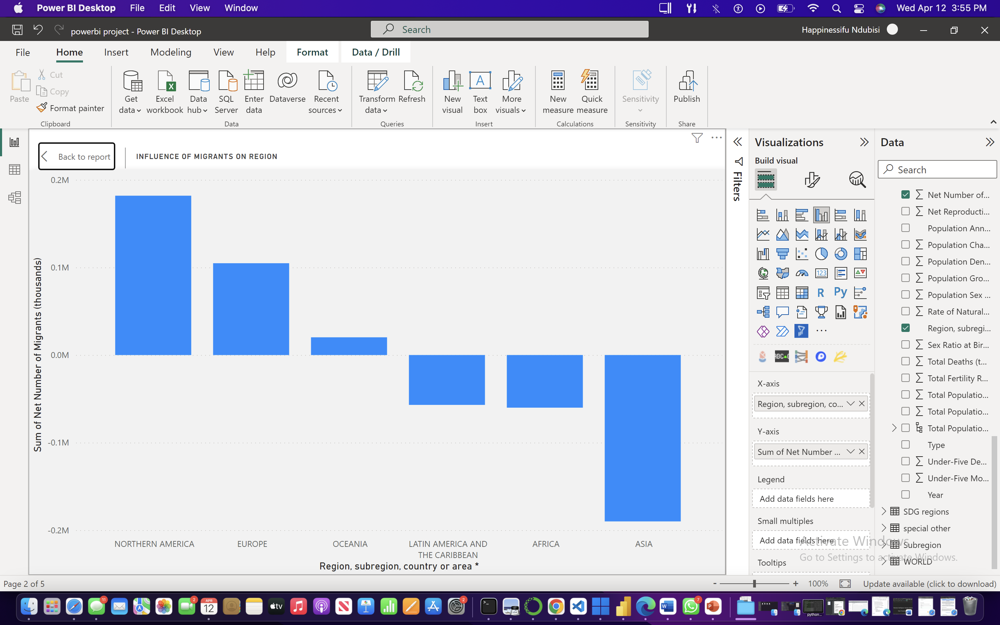 Power BI Desktop File Edit View Window Wed Apr 12 3:55 PM
powerbi project - Power BI Desktop Search Happinessifu Ndubisi
File Home Insert Modeling View Help Format Data / Drill
Paste
Cut
Copy
Format painter
Clipboard
Get data
Excel workbook
Data hub
SQL Server
Enter data
Dataverse
Recent sources
Data
Transform data
Refresh
Queries
New visual
Text box
More visuals
Insert
New measure
Quick measure
Calculations
Sensitivity
Sensitivity
Publish
Share
Back to report
INFLUENCE OF MIGRANTS ON REGION
Sum of Net Number of Migrants (thousands)
0.2M
0.1M
0.0M
-0.1M
-0.2M
NORTHERN AMERICA
EUROPE
OCEANIA
LATIN AMERICA AND
THE CARIBBEAN
AFRICA
ASIA
Region, subregion, country or area *
Filters
Visualizations
Build visual
123
R
Py
X-axis
Region, subregion, co...
Y-axis
Sum of Net Number ...
Legend
Add data fields here
Small multiples
Add data fields here
Tooltips
Data
Search
Net Number of...
Net Reproducti...
Population Ann...
Population Cha...
Population Den...
Population Gro...
Population Sex ...
Rate of Natural...
Region, subregi...
Sex Ratio at Bir...
Total Deaths (t...
Total Fertility R...
Total Populatio...
Total Populatio...
Total Populatio...
Type
Under-Five De...
Under-Five Mo...
Year
SDG regions
special other
Subregion
WORLD
Activate Windows
Go to Settings to activate Windows.
Page 2 of 5
- + 100%
Update available (click to download)
11
2
APR
12
tv
2
7
python...